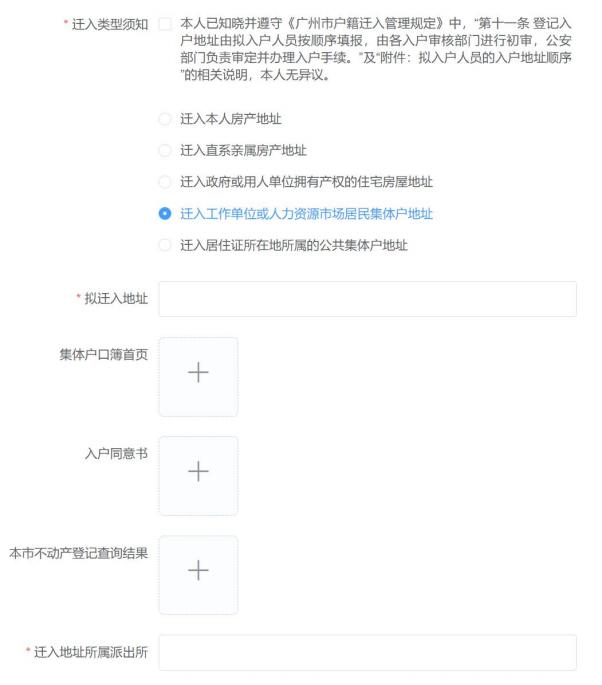 * 迁入类型须知 本人已知晓并遵守《广州市户籍迁入管理规定》中，“第十一条 登记入
户地址由拟入户人员按顺序填报，由各入户审核部门进行初审，公安
部门负责审定并办理入户手续。”及“附件：拟入户人员的入户地址顺序
”的相关说明，本人无异议。
迁入本人房产地址
迁入直系亲属房产地址
迁入政府或用人单位拥有产权的住宅房屋地址
迁入工作单位或人力资源市场居民集体户地址
迁入居住证所在地所属的公共集体户地址
* 拟迁入地址
集体户口簿首页
入户同意书
本市不动产登记查询结果
* 迁入地址所属派出所